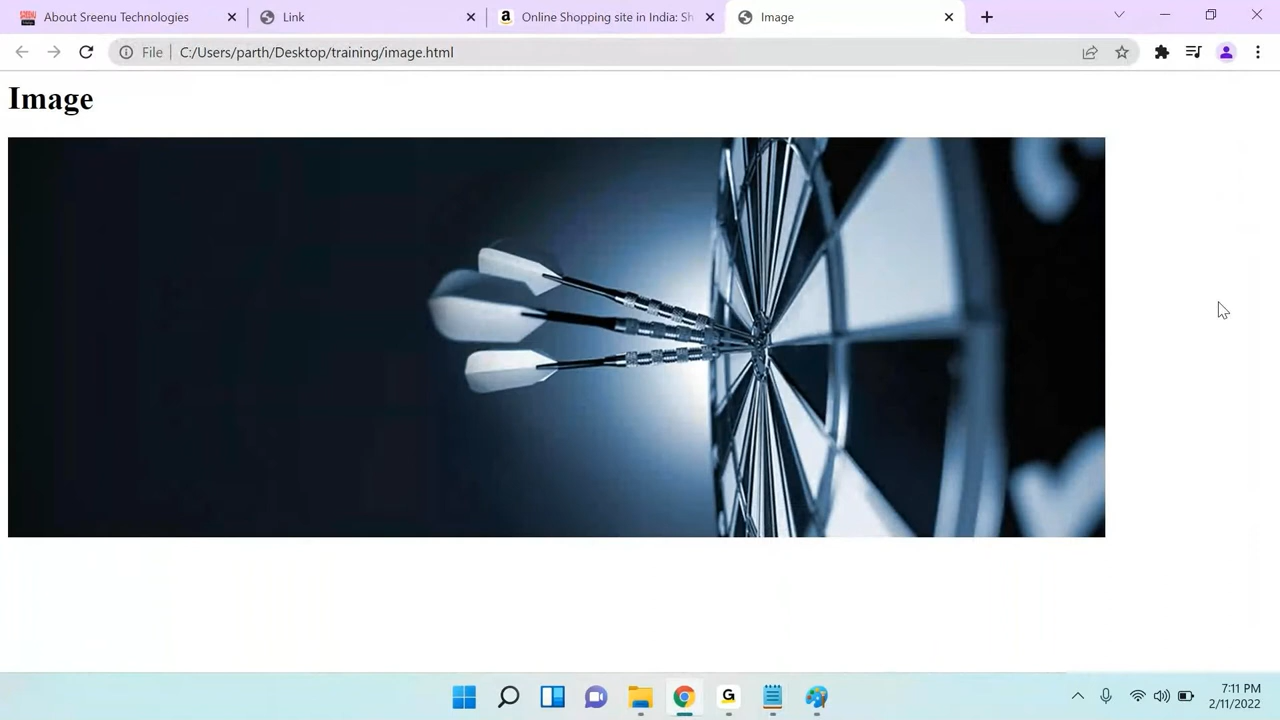 About Sreenu Technologies
Link
Online Shopping site in India: Sh
Image
File
C:/Users/parth/Desktop/training/image.html
Image
7:11 PM
2/11/2022